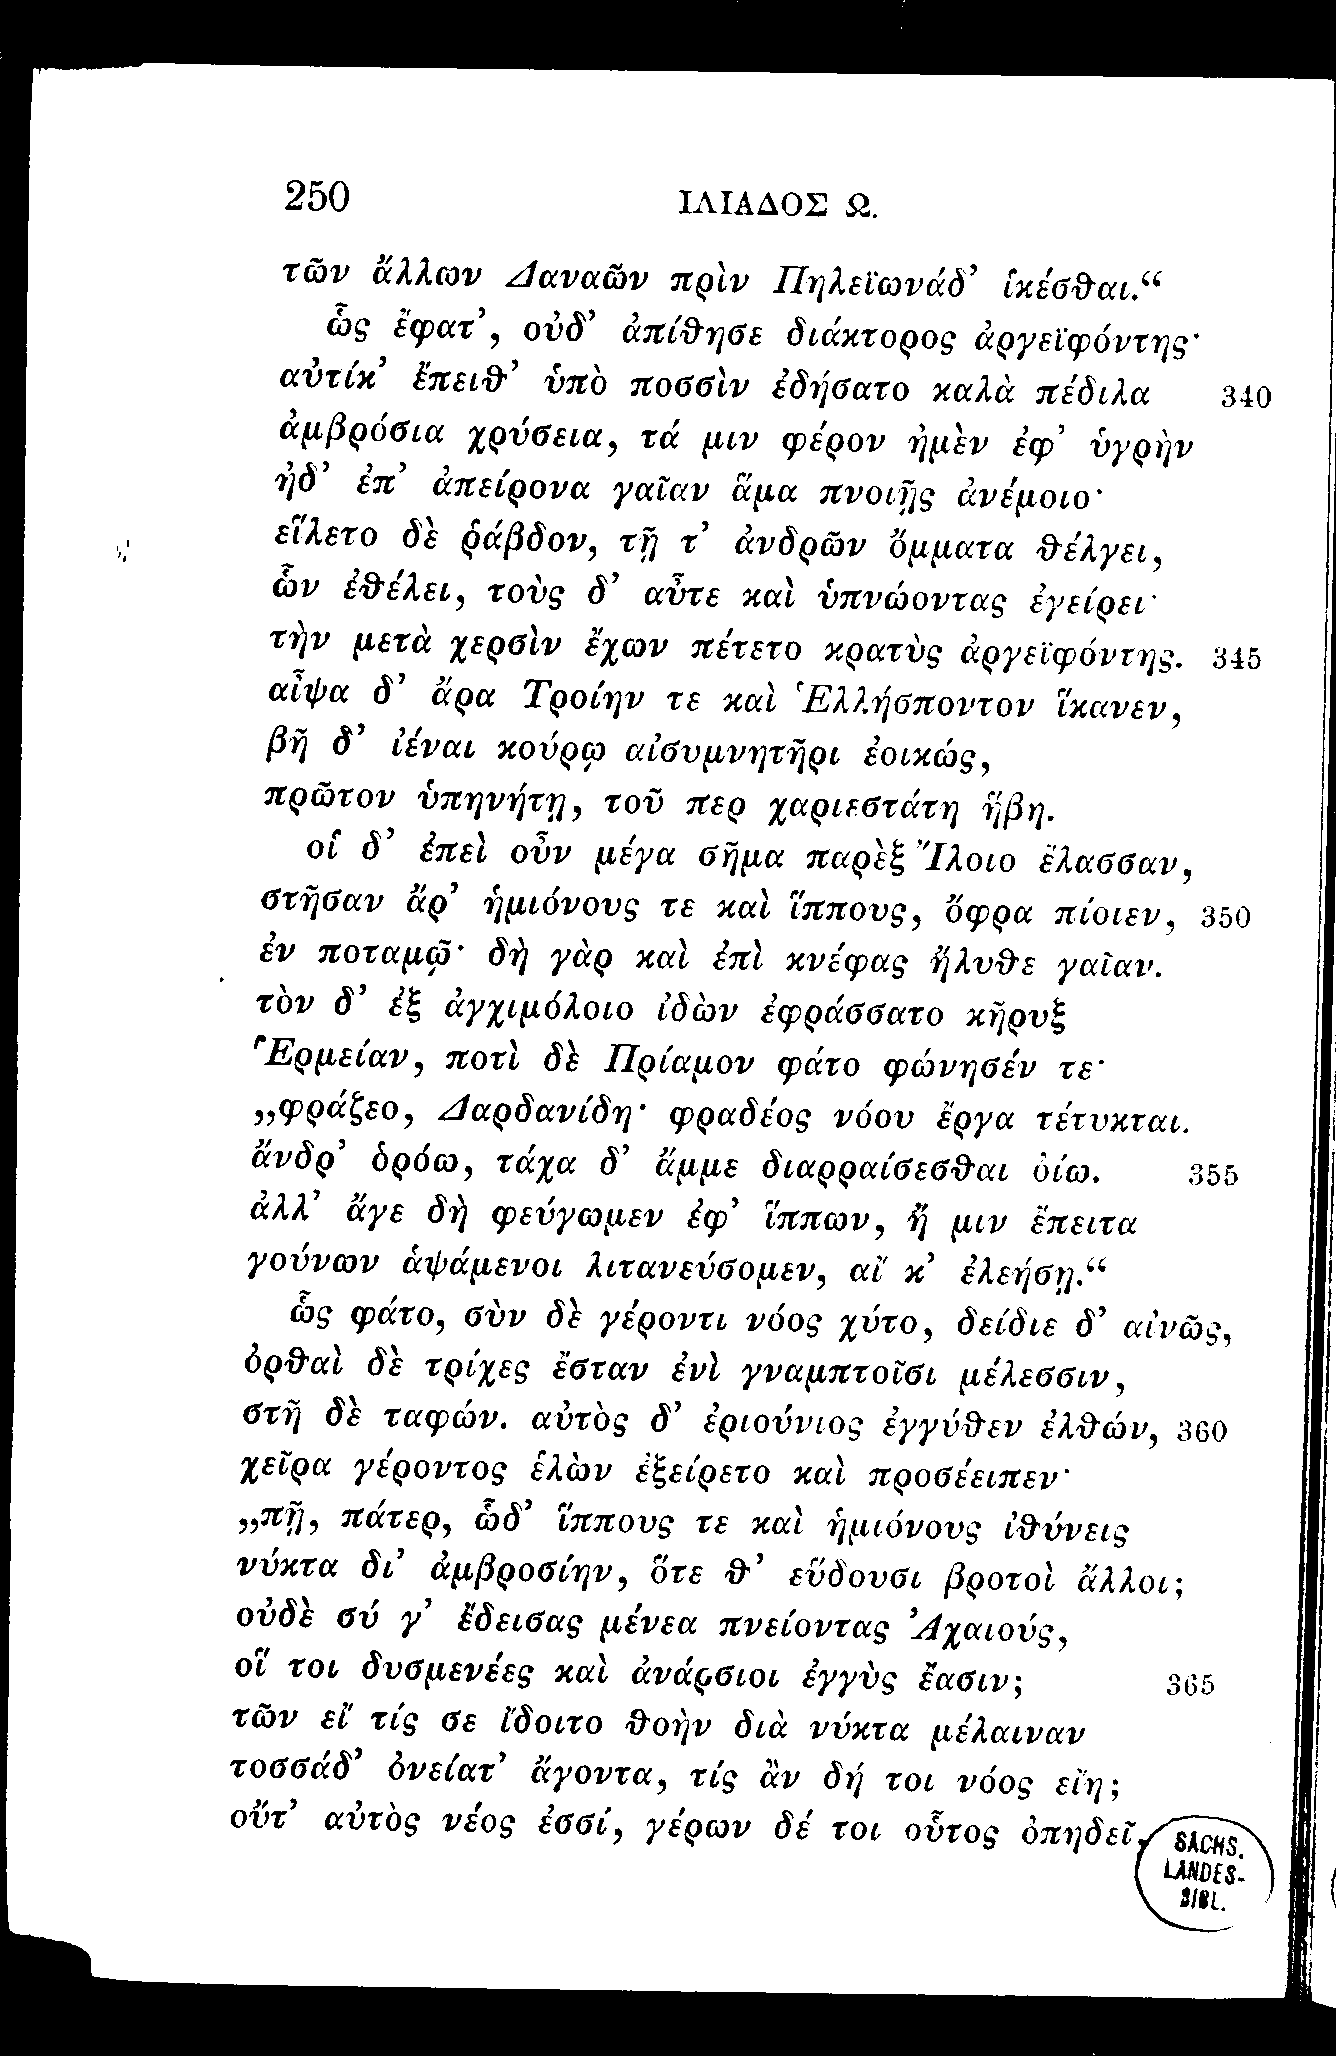 250 ΙΛΙΑΔΟΣ Ω.
τῶν ἄλλων Δαναῶν πρὶν Πηλεϊωνάδ’ ἱκέσθαι.“
ὣς ἔφατ’, οὐδ’ ἀπίθησε διάκτορος ἀργεϊφόντης·
αὐτίκ’ ἔπειθ’ ὑπὸ ποσσὶν ἐδήσατο καλὰ πέδιλα 340
ἀμβρόσια χρύσεια, τά μιν φέρον ἠμὲν ἐφ’ ὑγρὴν
ἠδ’ ἐπ’ ἀπείρονα γαῖαν ἅμα πνοιῇς ἀνέμοιο·
εἵλετο δὲ ῥάβδον, τῇ τ’ ἀνδρῶν ὄμματα θέλγει,
ὧν ἐθέλει, τοὺς δ’ αὖτε καὶ ὑπνώοντας ἐγείρει·
τὴν μετὰ χερσὶν ἔχων πέτετο κρατὺς ἀργεϊφόντης. 345
αἶψα δ’ ἄρα Τροίην τε καὶ Ἑλλήσποντον ἵκανεν,
βῆ δ’ ἰέναι κούρῳ αἰσυμνητῆρι ἐοικώς,
πρῶτον ὑπηνήτῃ, τοῦ περ χαριεστάτη ἥβη.
οἳ δ’ ἐπεὶ οὖν μέγα σῆμα παρὲξ Ἴλοιο ἔλασσαν,
στῆσαν ἄρ’ ἡμιόνους τε καὶ ἵππους, ὄφρα πίοιεν, 350
ἐν ποταμῷ· δὴ γὰρ καὶ ἐπὶ κνέφας ἤλυθε γαῖαν.
τὸν δ’ ἐξ ἀγχιμόλοιο ἰδὼν ἐφράσσατο κῆρυξ
Ἑρμείαν, ποτὶ δὲ Πρίαμον φάτο φώνησέν τε·
„φράζεο, Δαρδανίδη· φραδέος νόου ἔργα τέτυκται.
ἄνδρ’ ὁρόω, τάχα δ’ ἄμμε διαρραίσεσθαι ὀίω. 355
ἀλλ’ ἄγε δὴ φεύγωμεν ἐφ’ ἵππων, ἤ μιν ἔπειτα
γούνων ἁψάμενοι λιτανεύσομεν, αἴ κ’ ἐλεήσῃ.“
ὣς φάτο, σὺν δὲ γέροντι νόος χύτο, δείδιε δ’ αἰνῶς,
ὀρθαὶ δὲ τρίχες ἔσταν ἐνὶ γναμπτοῖσι μέλεσσιν,
στῆ δὲ ταφών. αὐτὸς δ’ ἐριούνιος ἐγγύθεν ἐλθών, 360
χεῖρα γέροντος ἑλὼν ἐξείρετο καὶ προσέειπεν·
„πῇ, πάτερ, ὧδ’ ἵππους τε καὶ ἡμιόνους ἰθύνεις
νύκτα δι’ ἀμβροσίην, ὅτε θ’ εὕδουσι βροτοὶ ἄλλοι;
οὐδὲ σύ γ’ ἔδεισας μένεα πνείοντας Ἀχαιούς,
οἵ τοι δυσμενέες καὶ ἀνάρσιοι ἐγγὺς ἔασιν; 365
τῶν εἴ τίς σε ἴδοιτο θοὴν διὰ νύκτα μέλαιναν
τοσσάδ’ ὀνείατ’ ἄγοντα, τίς ἂν δή τοι νόος εἴη;
οὔτ’ αὐτὸς νέος ἐσσί, γέρων δέ τοι οὗτος ὀπηδεῖ,
SÄCHS.
LANDES-
BIBL.